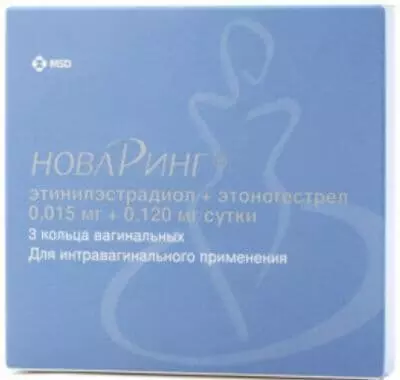 MSD
НОВАРИНГ®
этинилэстрадиол + этоногестрел
0,015 мг + 0,120 мг сутки
3 кольца вагинальных
Для интравагинального применения